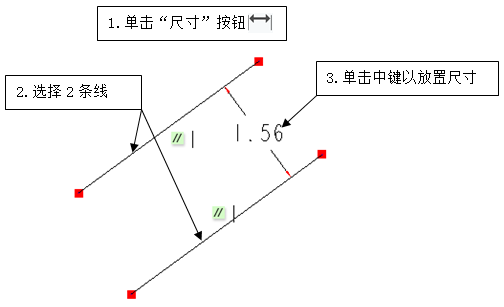 1.单击“尺寸”按钮|↔|
2.选择2条线
3.单击中键以放置尺寸
1.56
// |
// |